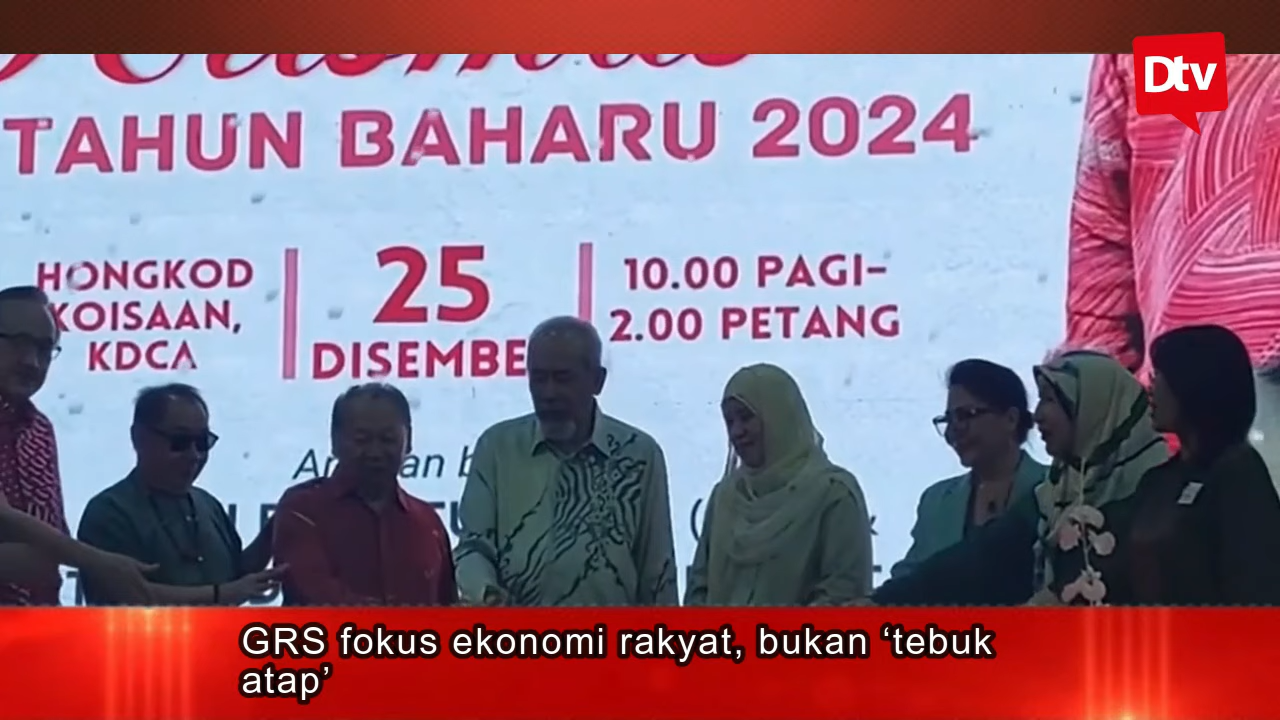 Dtv
TAHUN BAHARU 2024
HONGKOD
KOISAAN,
KDCA
25
DISEMBE
10.00 PAGI-
2.00 PETANG
GRS fokus ekonomi rakyat, bukan ‘tebuk
atap’